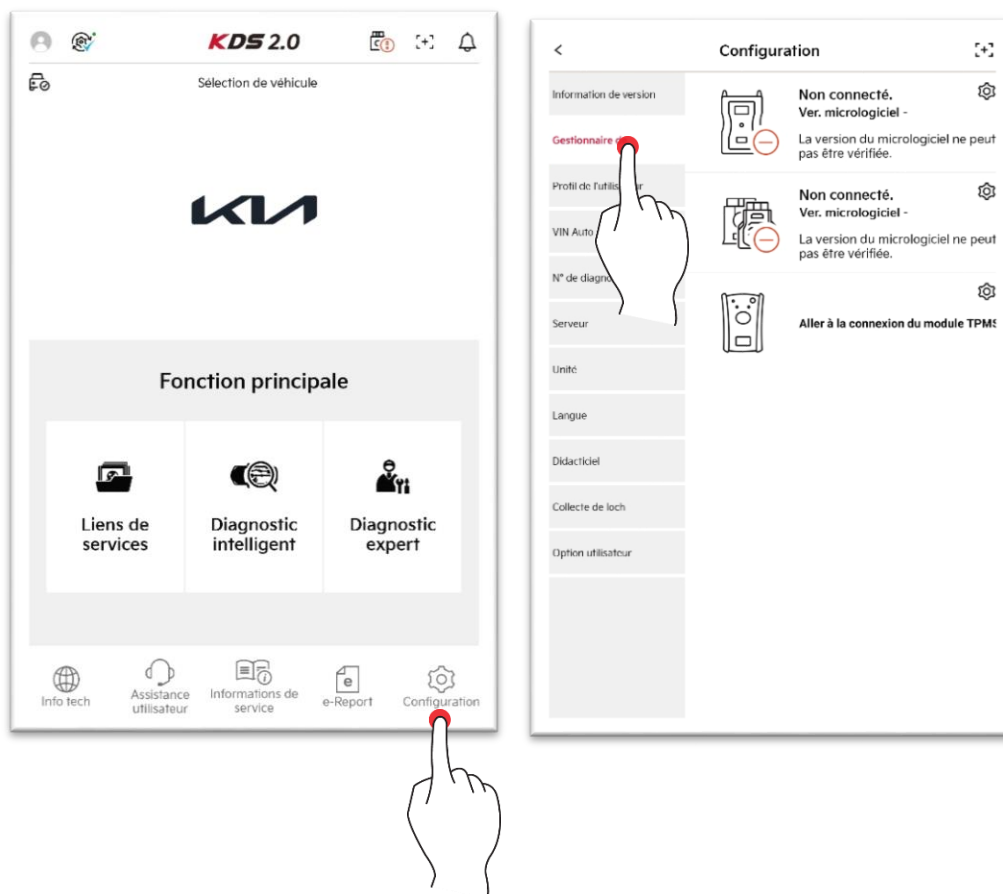 KDS 2.0
Sélection de véhicule
KIA
Fonction principale
Liens de
services
Diagnostic
intelligent
Diagnostic
expert
Info tech
Assistance
utilisateur
Informations de
service
e-Report
Configuration
<
Configuration
[+]
Information de version
Gestionnaire
Profil de l'utilis
VIN Auto
N° de diagno
Serveur
Unité
Langue
Didacticiel
Collecte de loch
Option utilisateur
Non connecté.
Ver. micrologiciel -
La version du micrologiciel ne peut
pas être vérifiée.
Non connecté.
Ver. micrologiciel -
La version du micrologiciel ne peut
pas être vérifiée.
Aller à la connexion du module TPMS